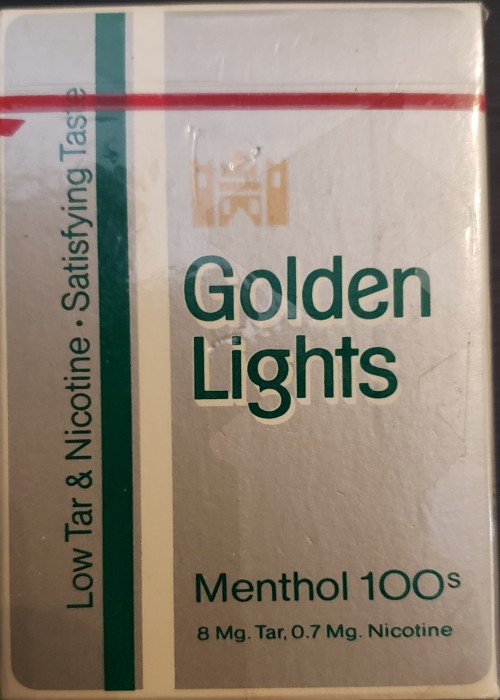 Low Tar & Nicotine · Satisfying Taste
Golden
Lights
Menthol 100s
8 Mg. Tar, 0.7 Mg. Nicotine